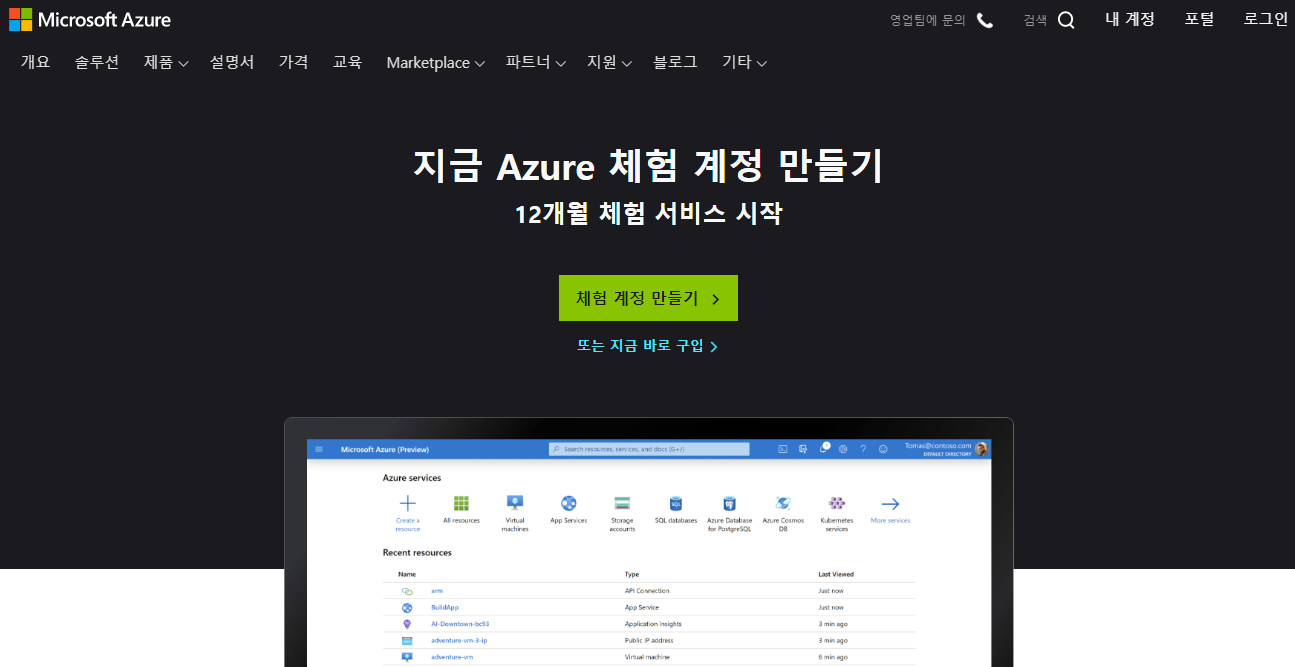 Microsoft Azure
영업팀에 문의 검색 내 계정 포털 로그인
개요 솔루션 제품 설명서 가격 교육 Marketplace 파트너 지원 블로그 기타
지금 Azure 체험 계정 만들기
12개월 체험 서비스 시작
체험 계정 만들기
또는 지금 바로 구입
Microsoft Azure (Preview) Search resources, services, and docs (G+/) Tomas@contoso.com
DEFAULT DIRECTORY
Azure services
Create a resource
All resources
Virtual machines
App Services
Storage accounts
SQL databases
Azure Database for PostgreSQL
Azure Cosmos DB
Kubernetes services
More services
Recent resources
Name Type Last Viewed
arm API Connection Just now
BuildApp App Service Just now
AI-Downtown-bc93 Application Insights 3 min ago
adventure-vm-3-ip Public IP address 3 min ago
adventure-vm Virtual machine 6 min ago